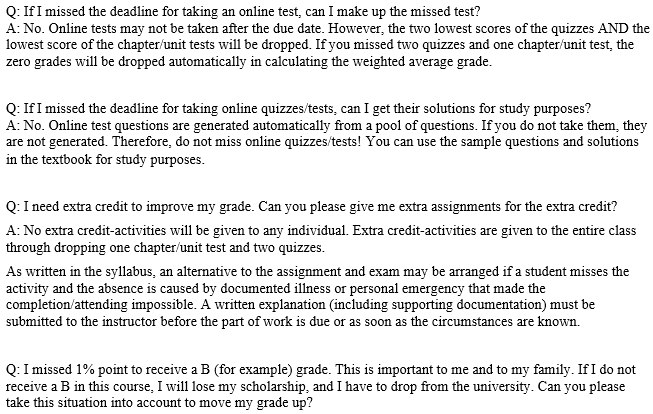 Q: If I missed the deadline for taking an online test, can I make up the missed test?
A: No. Online tests may not be taken after the due date. However, the two lowest scores of the quizzes AND the
lowest score of the chapter/unit tests will be dropped. If you missed two quizzes and one chapter/unit test, the
zero grades will be dropped automatically in calculating the weighted average grade.
Q: If I missed the deadline for taking online quizzes/tests, can I get their solutions for study purposes?
A: No. Online test questions are generated automatically from a pool of questions. If you do not take them, they
are not generated. Therefore, do not miss online quizzes/tests! You can use the sample questions and solutions
in the textbook for study purposes.
Q: I need extra credit to improve my grade. Can you please give me extra assignments for the extra credit?
A: No extra credit-activities will be given to any individual. Extra credit-activities are given to the entire class
through dropping one chapter/unit test and two quizzes.
As written in the syllabus, an alternative to the assignment and exam may be arranged if a student misses the
activity and the absence is caused by documented illness or personal emergency that made the
completion/attending impossible. A written explanation (including supporting documentation) must be
submitted to the instructor before the part of work is due or as soon as the circumstances are known.
Q: I missed 1% point to receive a B (for example) grade. This is important to me and to my family. If I do not
receive a B in this course, I will lose my scholarship, and I have to drop from the university. Can you please
take this situation into account to move my grade up?